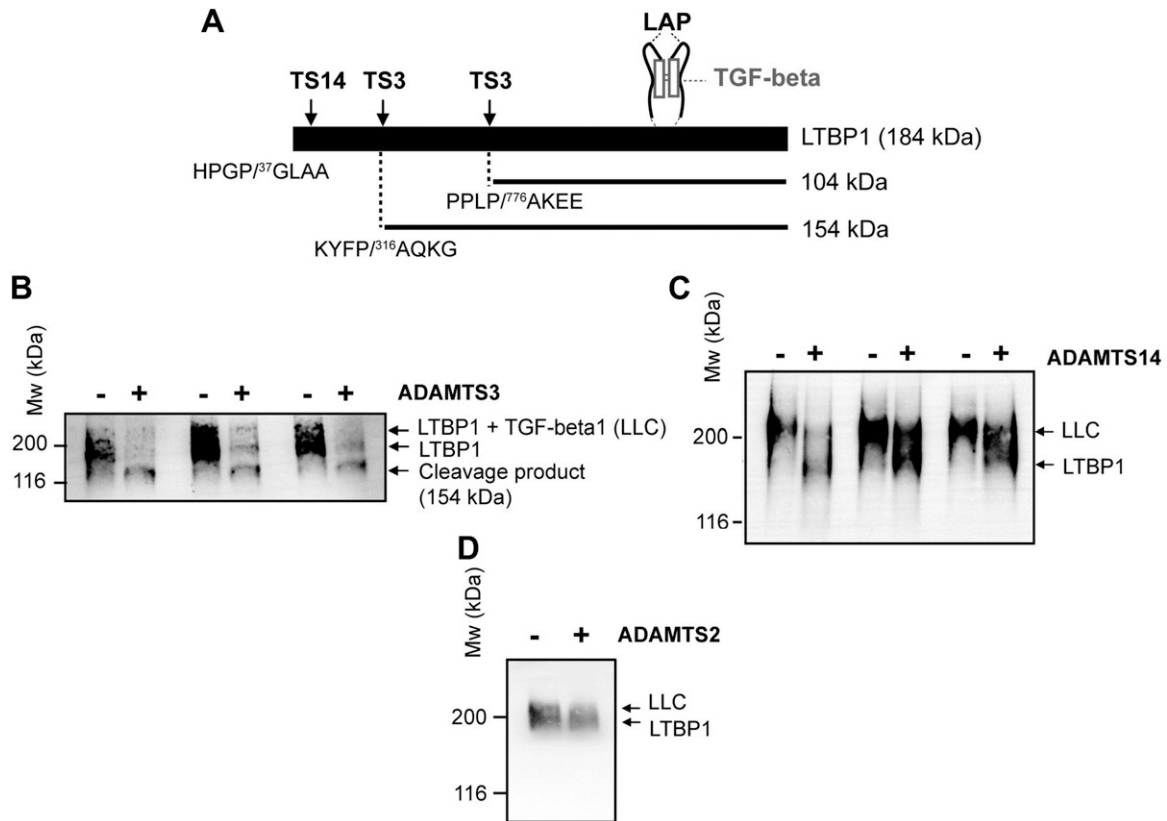 A
LAP
TS14 TS3 TS3
TGF-beta
LTBP1 (184 kDa)
HPGP/³⁷GLAA
104 kDa
PPLP/⁷⁷⁶AKEE
154 kDa
KYFP/³¹⁶AQKG
B
Mw (kDa)
- + - + - + ADAMTS3
LTBP1 + TGF-beta1 (LLC)
200
LTBP1
116
Cleavage product
(154 kDa)
C
Mw (kDa)
- + - + - + ADAMTS14
200
LLC
LTBP1
116
D
Mw (kDa)
- + ADAMTS2
LLC
200
LTBP1
116